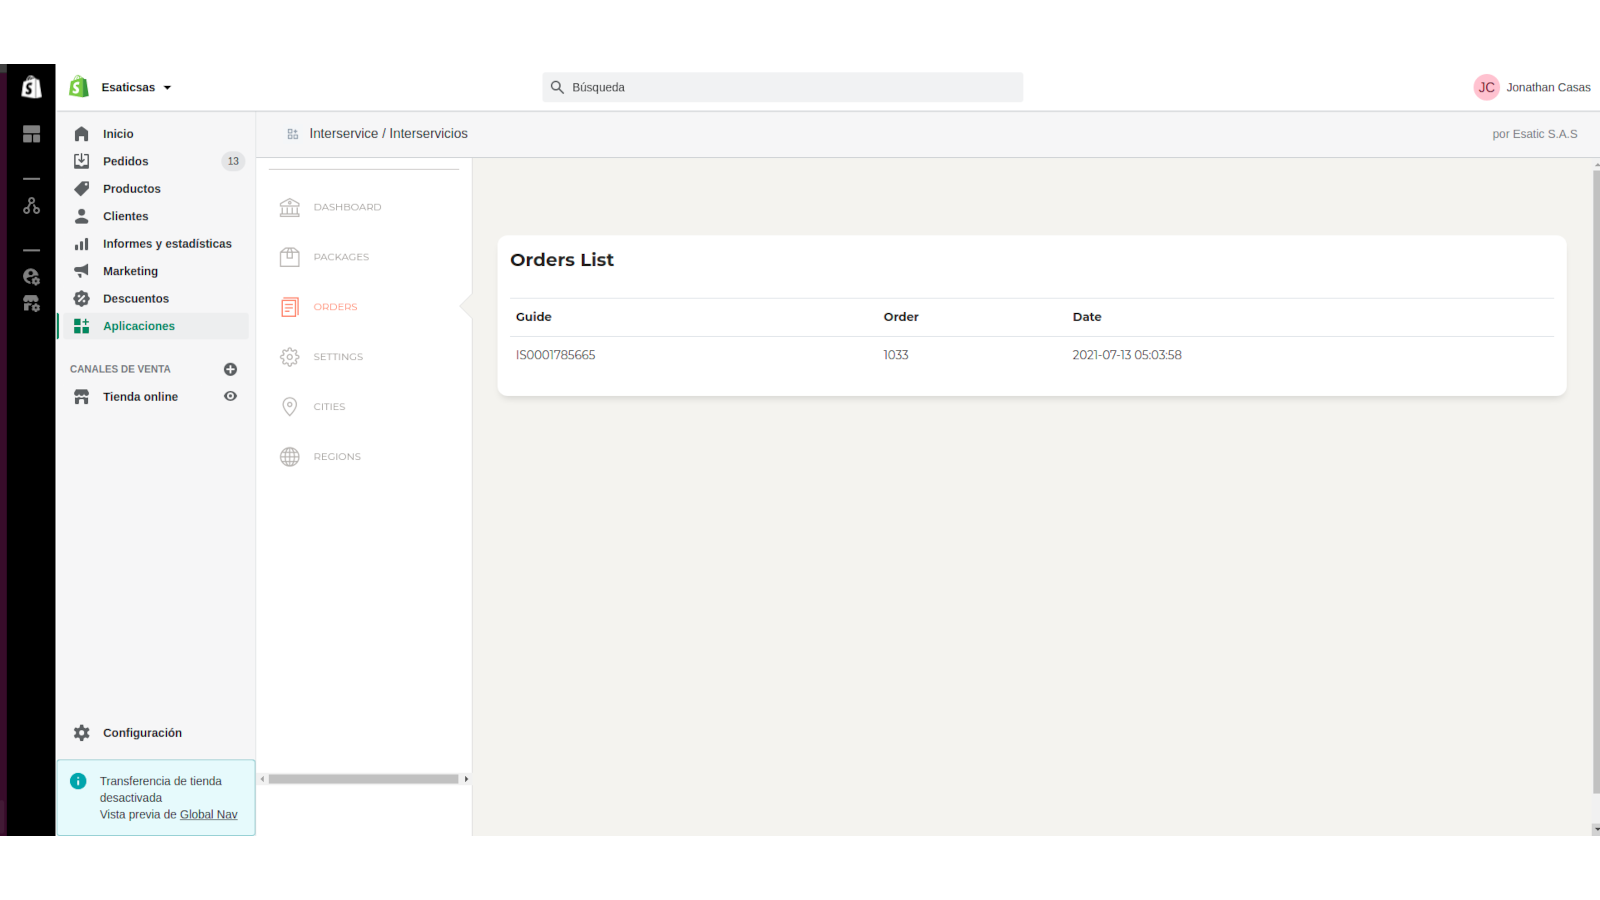 Esaticsas
Búsqueda
JC Jonathan Casas
Inicio
Pedidos 13
Productos
Clientes
Informes y estadísticas
Marketing
Descuentos
Aplicaciones
CANALES DE VENTA
Tienda online
Configuración
Transferencia de tienda
desactivada
Vista previa de Global Nav
Interservice / Interservicios
por Esatic S.A.S
DASHBOARD
PACKAGES
ORDERS
SETTINGS
CITIES
REGIONS
Orders List
Guide Order Date
IS0001785665 1033 2021-07-13 05:03:58